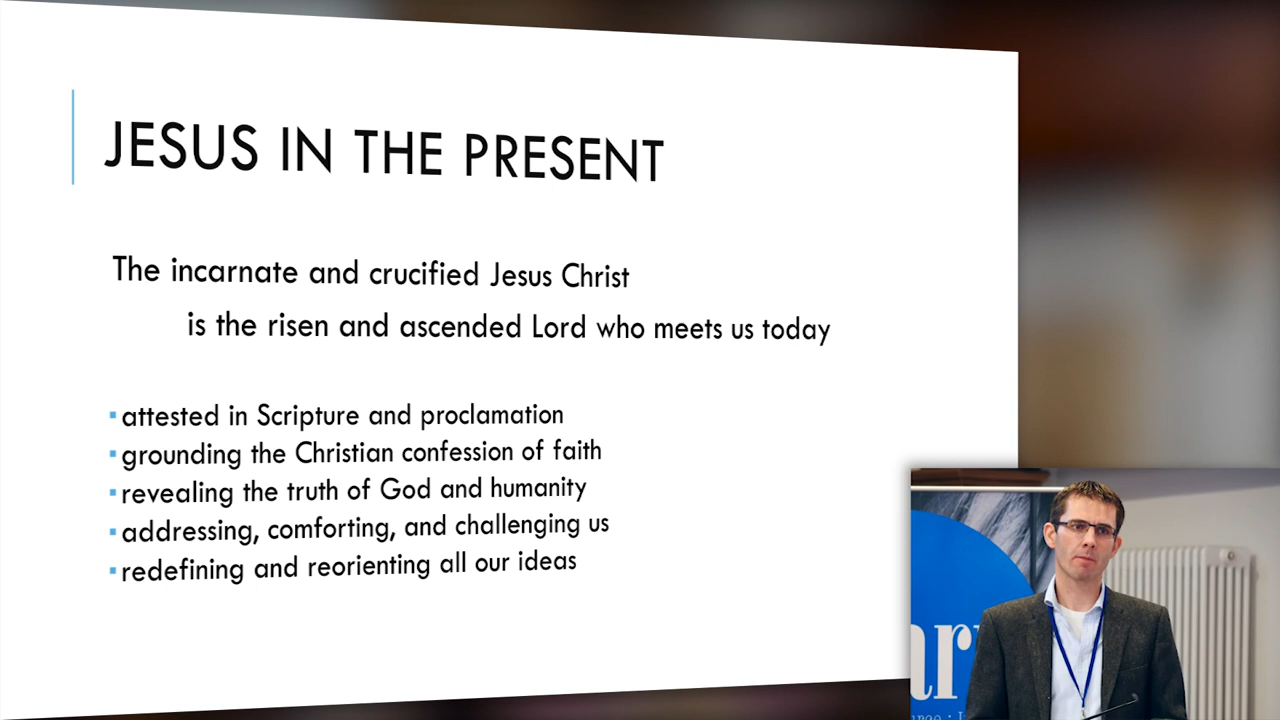 JESUS IN THE PRESENT
The incarnate and crucified Jesus Christ
is the risen and ascended Lord who meets us today
▪ attested in Scripture and proclamation
▪ grounding the Christian confession of faith
▪ revealing the truth of God and humanity
▪ addressing, comforting, and challenging us
▪ redefining and reorienting all our ideas